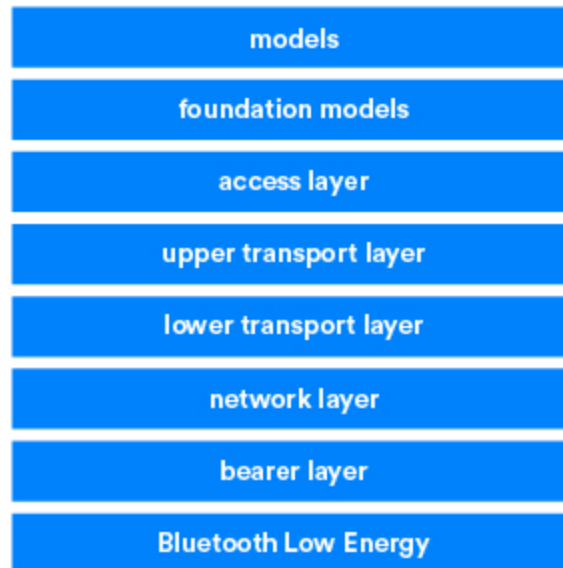 models
foundation models
access layer
upper transport layer
lower transport layer
network layer
bearer layer
Bluetooth Low Energy